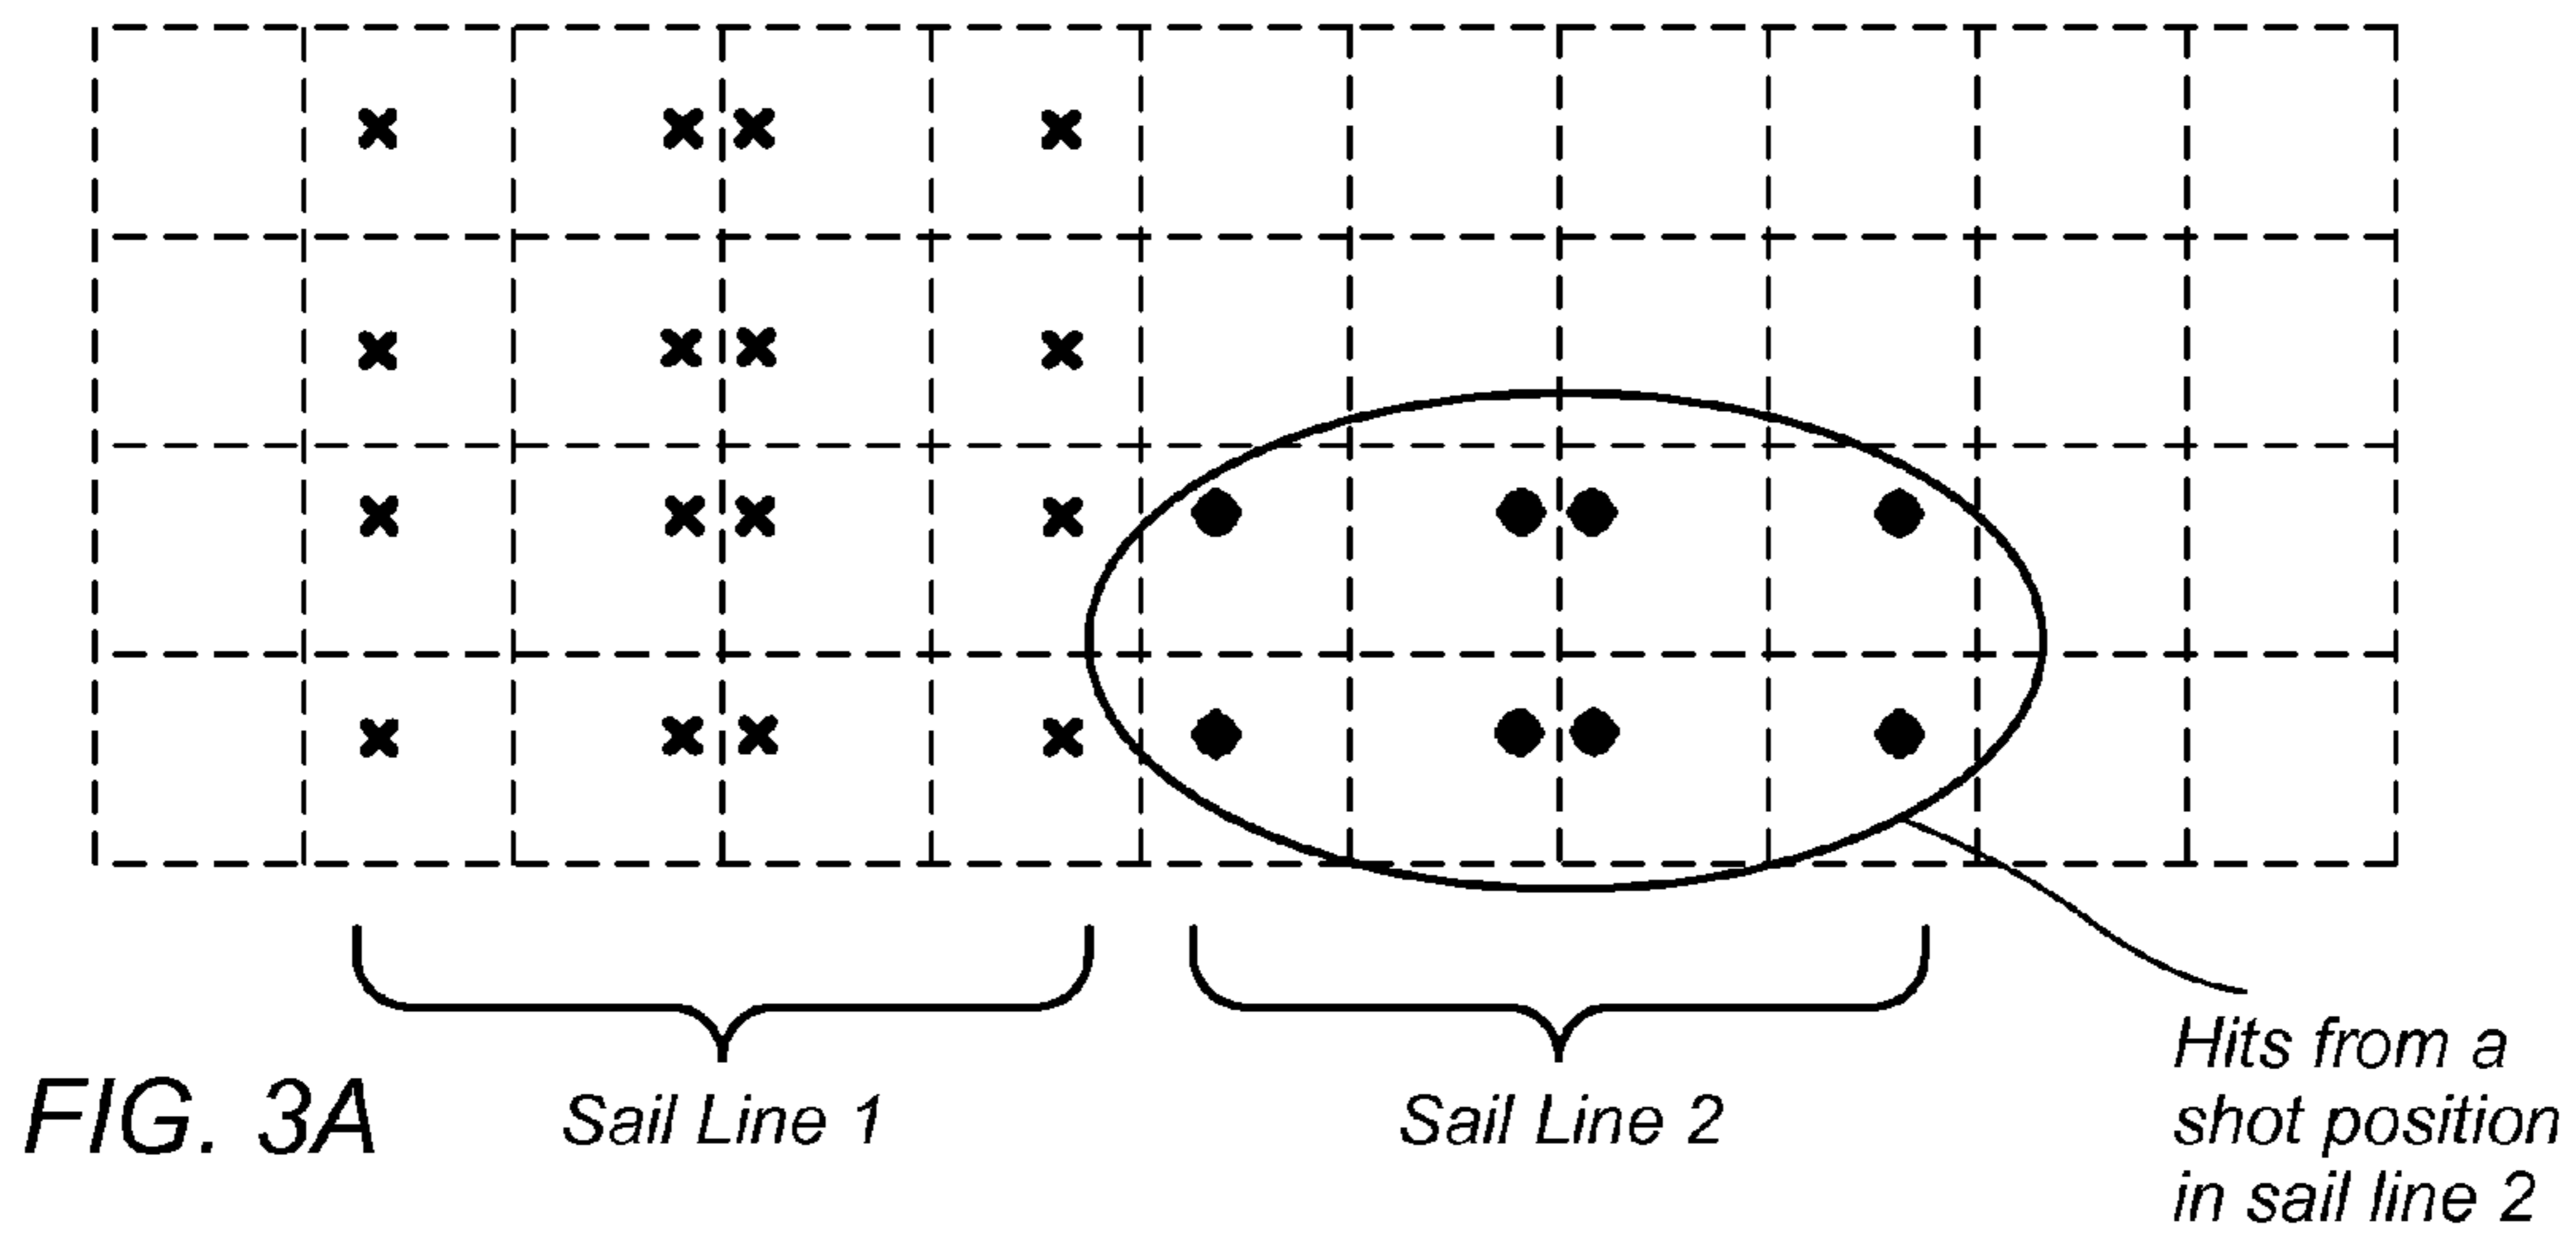 FIG. 3A
Sail Line 1
Sail Line 2
Hits from a
shot position
in sail line 2